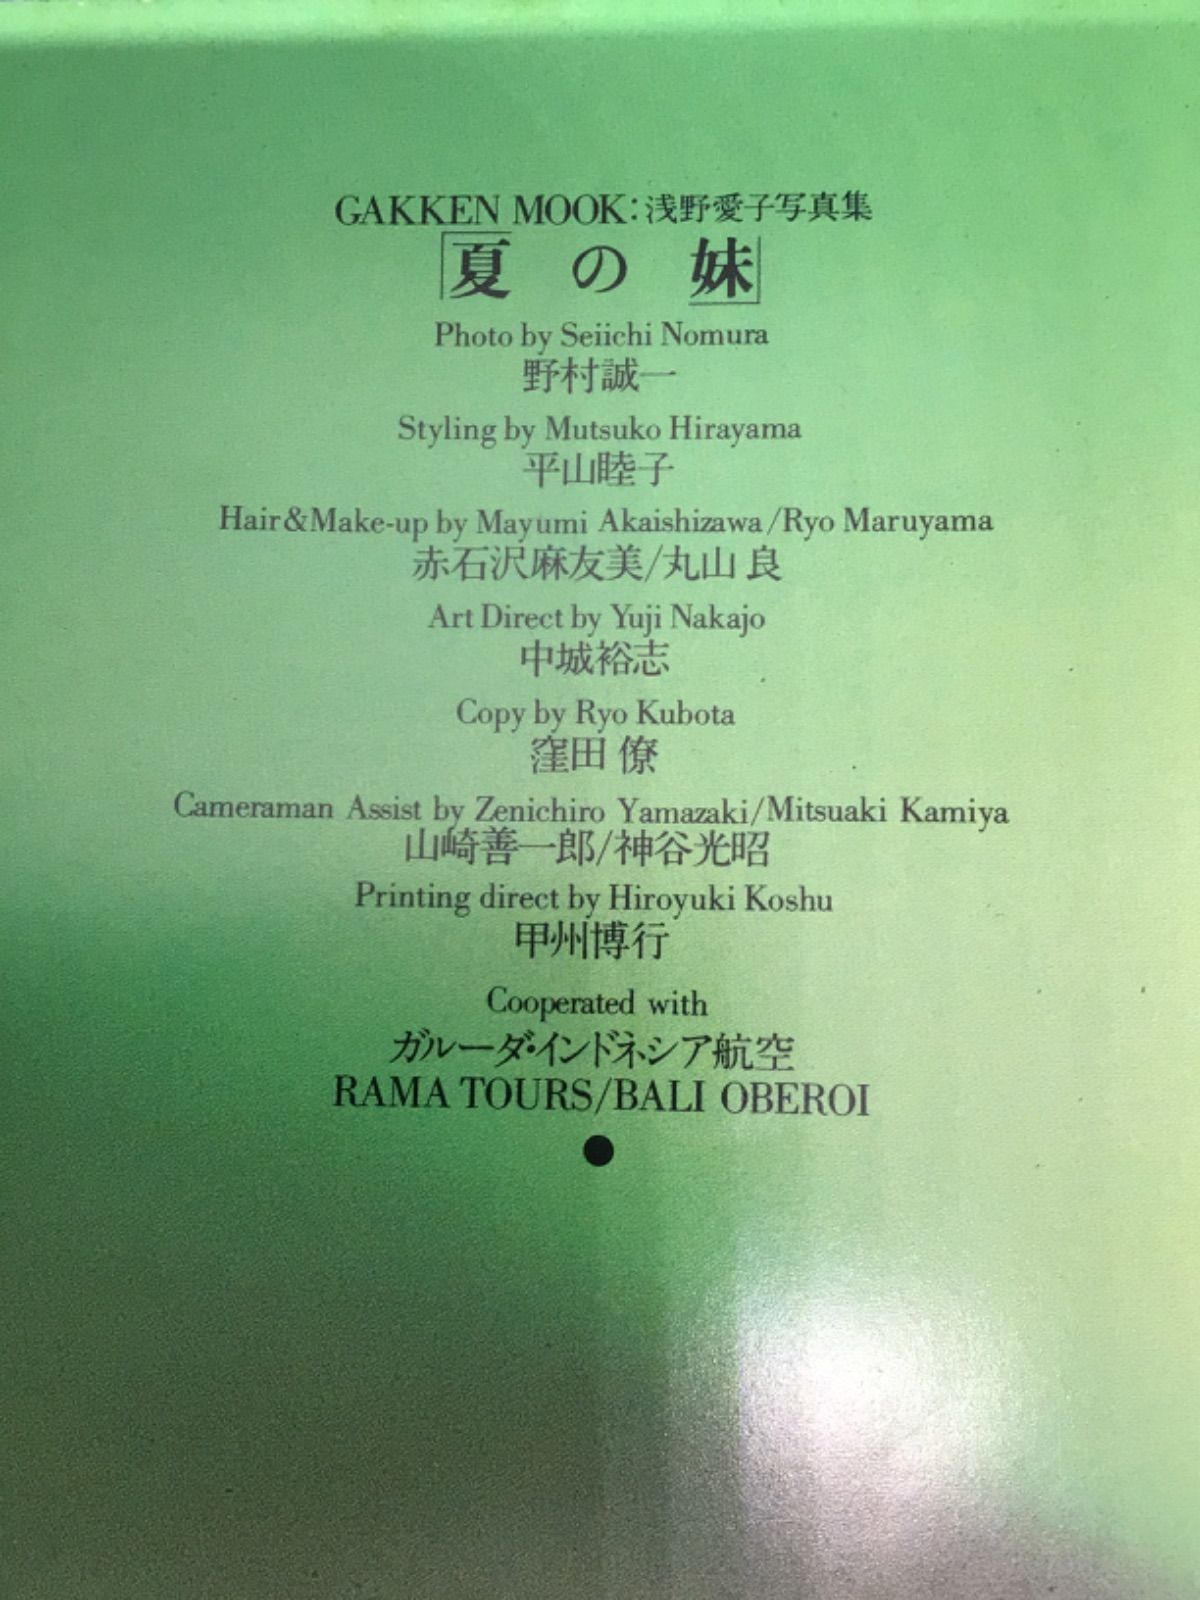 GAKKEN MOOK:浅野愛子写真集
「夏の妹」
Photo by Seiichi Nomura
野村誠一
Styling by Mutsuko Hirayama
平山睦子
Hair&Make-up by Mayumi Akaishizawa/Ryo Maruyama
赤石沢麻友美/丸山 良
Art Direct by Yuji Nakajo
中城裕志
Copy by Ryo Kubota
窪田 僚
Cameraman Assist by Zenichiro Yamazaki/Mitsuaki Kamiya
山崎善一郎/神谷光昭
Printing direct by Hiroyuki Koshu
甲州博行
Cooperated with
ガルーダ・インドネシア航空
RAMA TOURS/BALI OBEROI